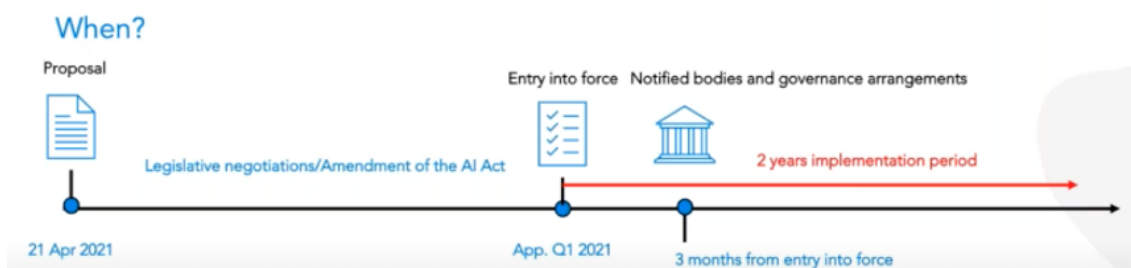 When?
Proposal
Entry into force
Notified bodies and governance arrangements
Legislative negotiations/Amendment of the AI Act
2 years implementation period
21 Apr 2021
App. Q1 2021
3 months from entry into force